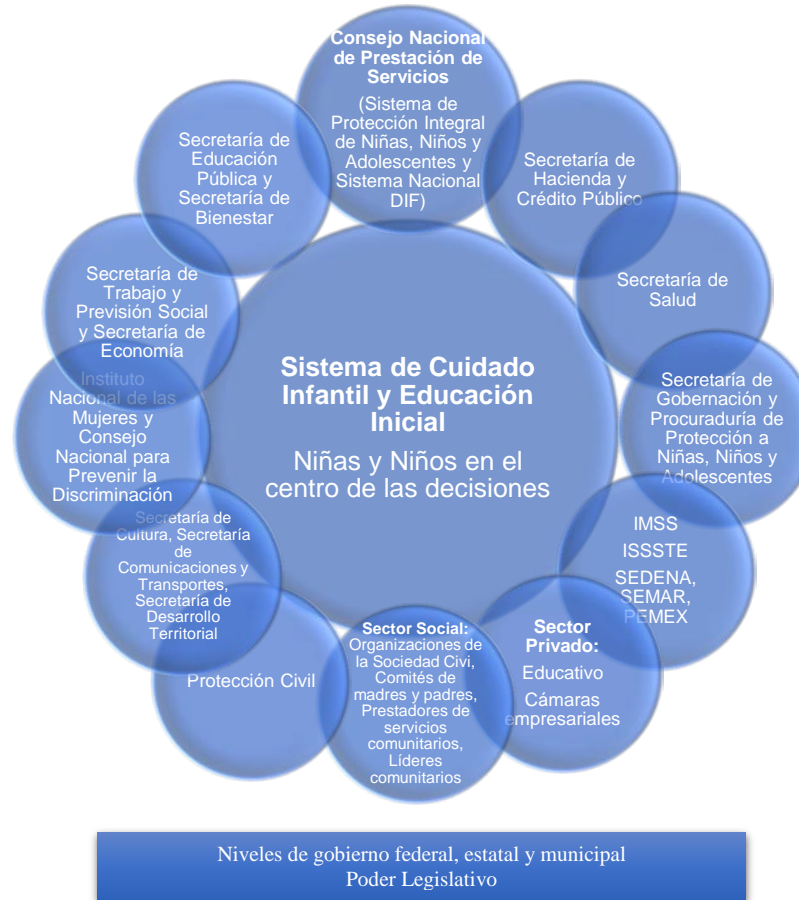 Consejo Nacional
de Prestación de
Servicios
(Sistema de
Protección Integral
de Niñas, Niños y
Adolescentes y
Sistema Nacional
DIF)
Secretaría de
Hacienda y
Crédito Público
Secretaría de
Salud
Secretaría de
Gobernación y
Procuraduría de
Protección a
Niñas, Niños y
Adolescentes
IMSS
ISSSTE
SEDENA,
SEMAR,
PEMEX
Sector
Privado:
Educativo
Cámaras
empresariales
Sector Social:
Organizaciones de
la Sociedad Civi,
Comités de
madres y padres,
Prestadores de
servicios
comunitarios,
Líderes
comunitarios
Protección Civil
Secretaría de
Cultura, Secretaría
de
Comunicaciones y
Transportes,
Secretaría de
Desarrollo
Territorial
Instituto
Nacional de las
Mujeres y
Consejo
Nacional para
Prevenir la
Discriminación
Secretaría de
Trabajo y
Previsión Social
y Secretaría de
Economía
Secretaría de
Educación
Pública y
Secretaría de
Bienestar
Sistema de Cuidado
Infantil y Educación
Inicial
Niñas y Niños en el
centro de las decisiones
Niveles de gobierno federal, estatal y municipal
Poder Legislativo